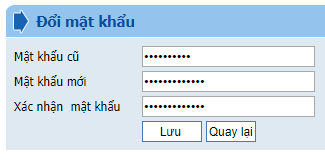 Đổi mật khẩu
Mật khẩu cũ ••••••••••
Mật khẩu mới •••••••••••••
Xác nhận mật khẩu •••••••••••••
Lưu Quay lại